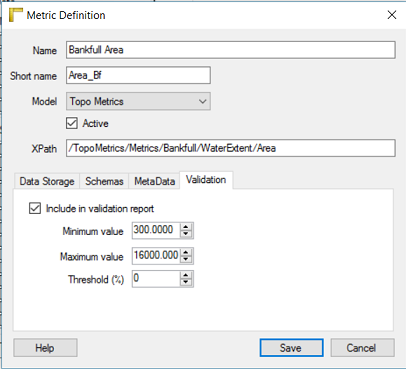 Metric Definition
Name Bankfull Area
Short name Area_Bf
Model Topo Metrics
Active
XPath /TopoMetrics/Metrics/Bankfull/WaterExtent/Area
Data Storage Schemas MetaData Validation
Include in validation report
Minimum value 300.0000
Maximum value 16000.000
Threshold (%) 0
Help Save Cancel